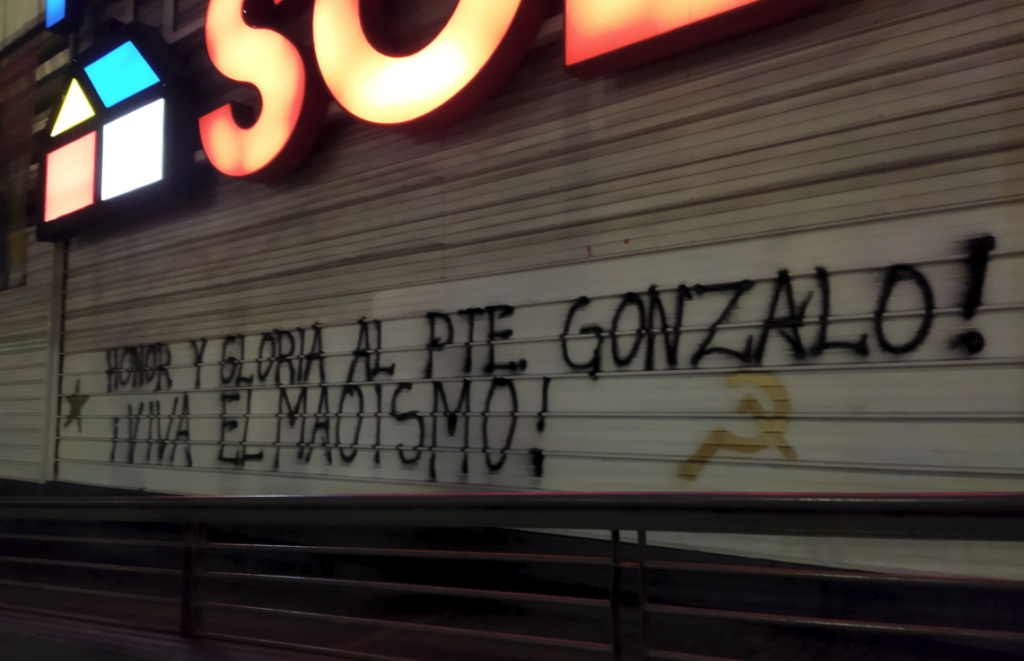 SO
HONOR Y GLORIA AL PTE. GONZALO!
¡VIVA EL MAOISMO!